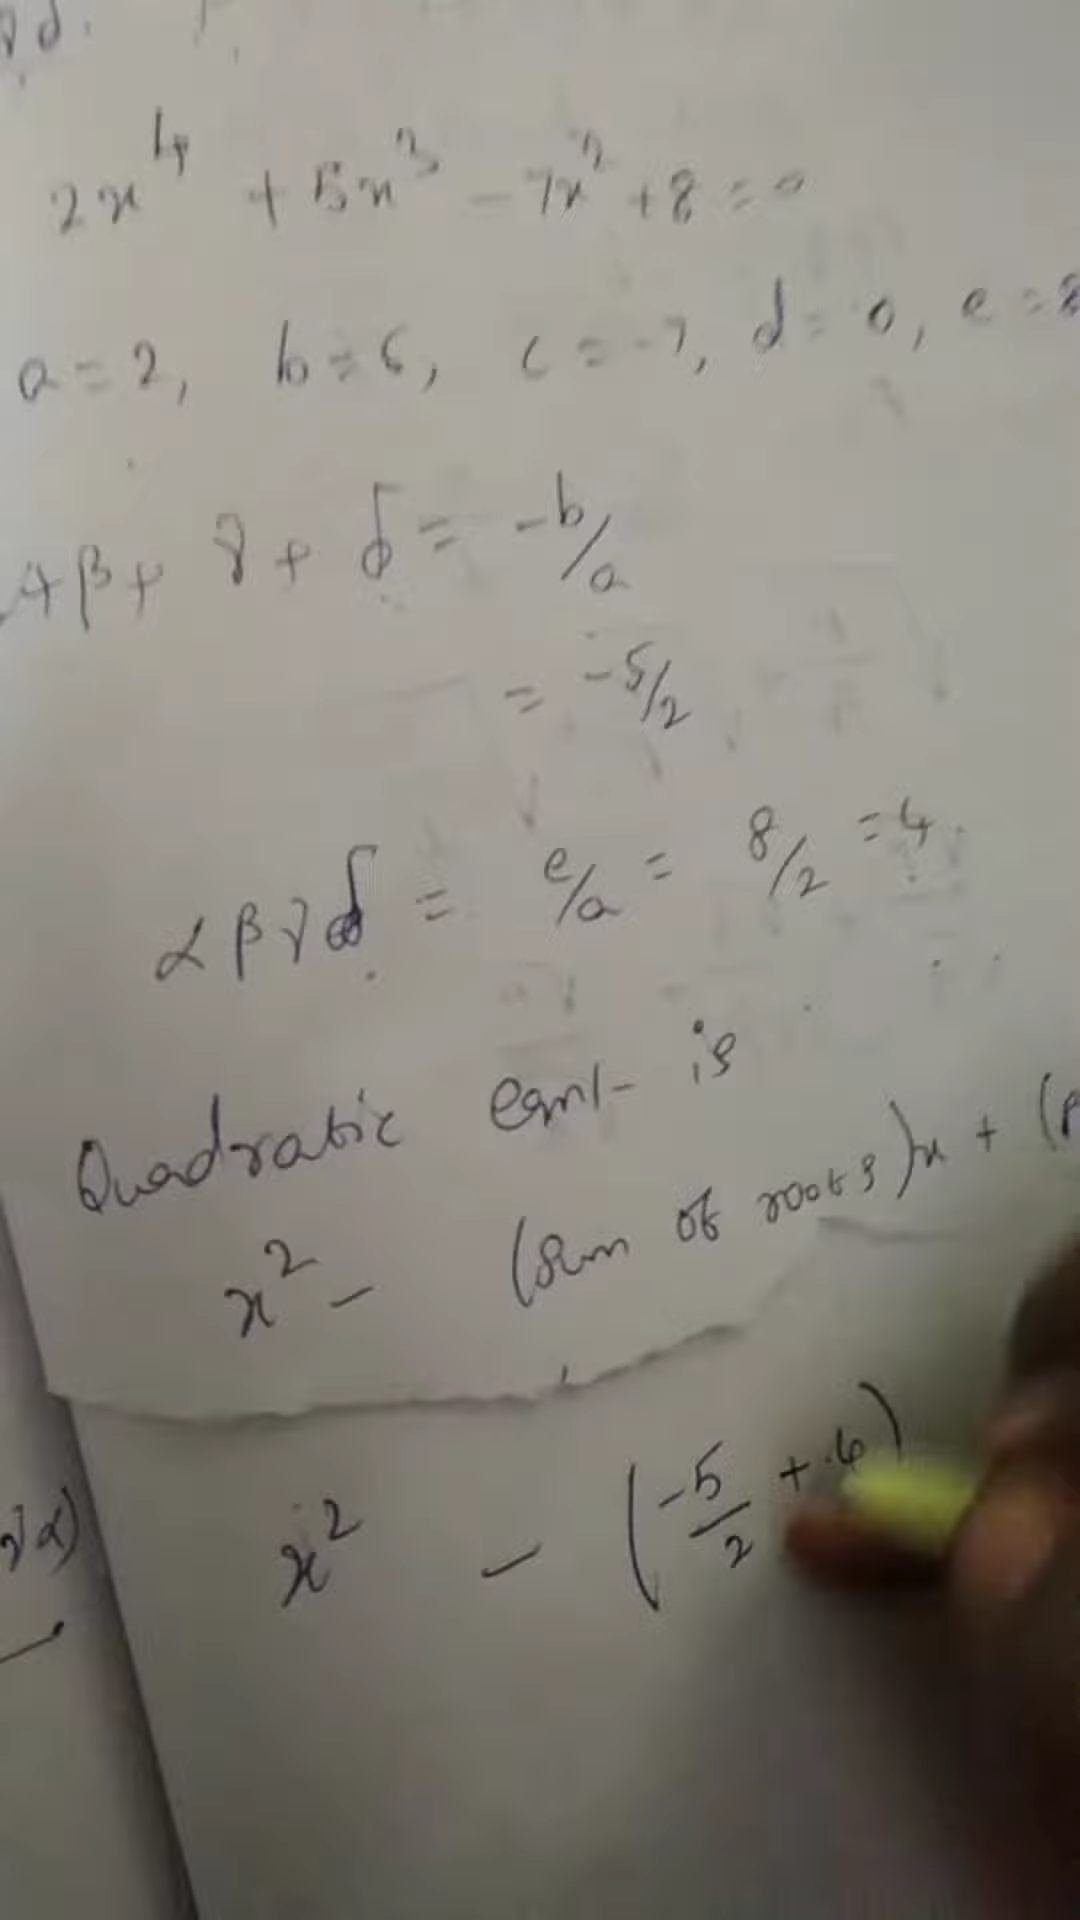 2x⁴ + 5x³ - 7x² + 8 = 0
a = 2, b = 5, c = -7, d = 0, e = 8
+ β + γ + δ = -b/a
= -5/2
αβγδ = e/a = 8/2 = 4
Quadratic eqn is
x² - (sum of roots)x + (P
x² - (-5/2 + 4)
γα)